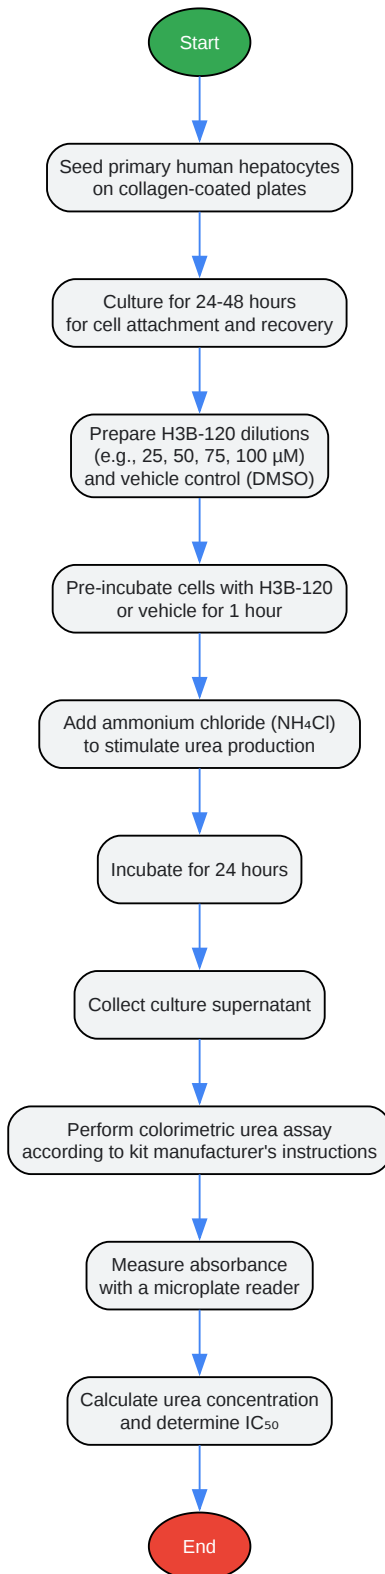 Start
Seed primary human hepatocytes
on collagen-coated plates
Culture for 24-48 hours
for cell attachment and recovery
Prepare H3B-120 dilutions
(e.g., 25, 50, 75, 100 µM)
and vehicle control (DMSO)
Pre-incubate cells with H3B-120
or vehicle for 1 hour
Add ammonium chloride (NH₄Cl)
to stimulate urea production
Incubate for 24 hours
Collect culture supernatant
Perform colorimetric urea assay
according to kit manufacturer's instructions
Measure absorbance
with a microplate reader
Calculate urea concentration
and determine IC₅₀
End